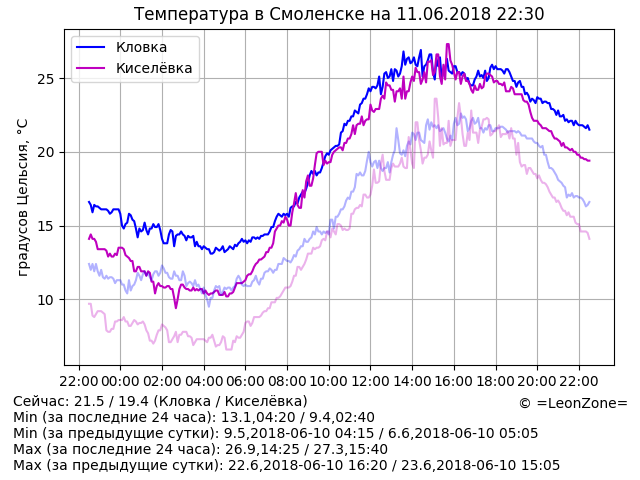 Температура в Смоленске на 11.06.2018 22:30
Кловка
Киселёвка
градусов Цельсия, °C
25
20
15
10
22:00 00:00 02:00 04:00 06:00 08:00 10:00 12:00 14:00 16:00 18:00 20:00 22:00
Сейчас: 21.5 / 19.4 (Кловка / Киселёвка)
© =LeonZone=
Min (за последние 24 часа): 13.1,04:20 / 9.4,02:40
Min (за предыдущие сутки): 9.5,2018-06-10 04:15 / 6.6,2018-06-10 05:05
Max (за последние 24 часа): 26.9,14:25 / 27.3,15:40
Max (за предыдущие сутки): 22.6,2018-06-10 16:20 / 23.6,2018-06-10 15:05